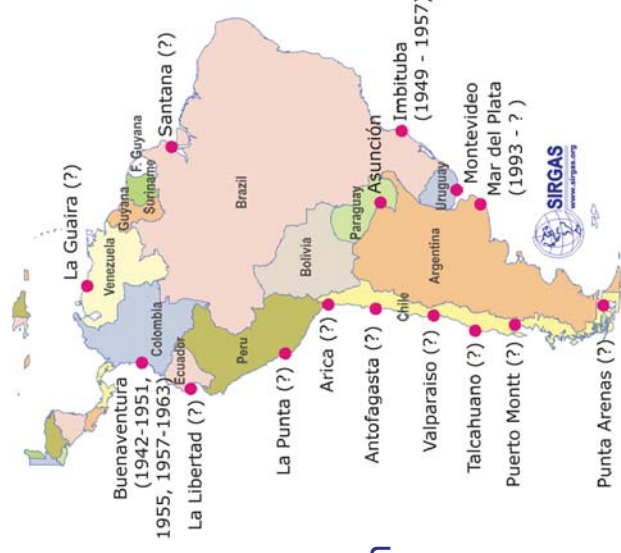 La Guaira (?)
Santana (?)
F. Guyana
Suriname
Guyana
Venezuela
Buenaventura
(1942-1951,
1955, 1957-1963)
Colombia
Ecuador
La Libertad (?)
Peru
Brazil
La Punta (?)
Bolivia
Arica (?)
Paraguay
Asunción
Antofagasta (?)
Chile
Imbituba
(1949 - 1957)
Argentina
Uruguay
Valparaiso (?)
Montevideo
Mar del Plata
(1993 - ? )
Talcahuano (?)
Puerto Montt (?)
SIRGAS
www.sirgas.org
Punta Arenas (?)